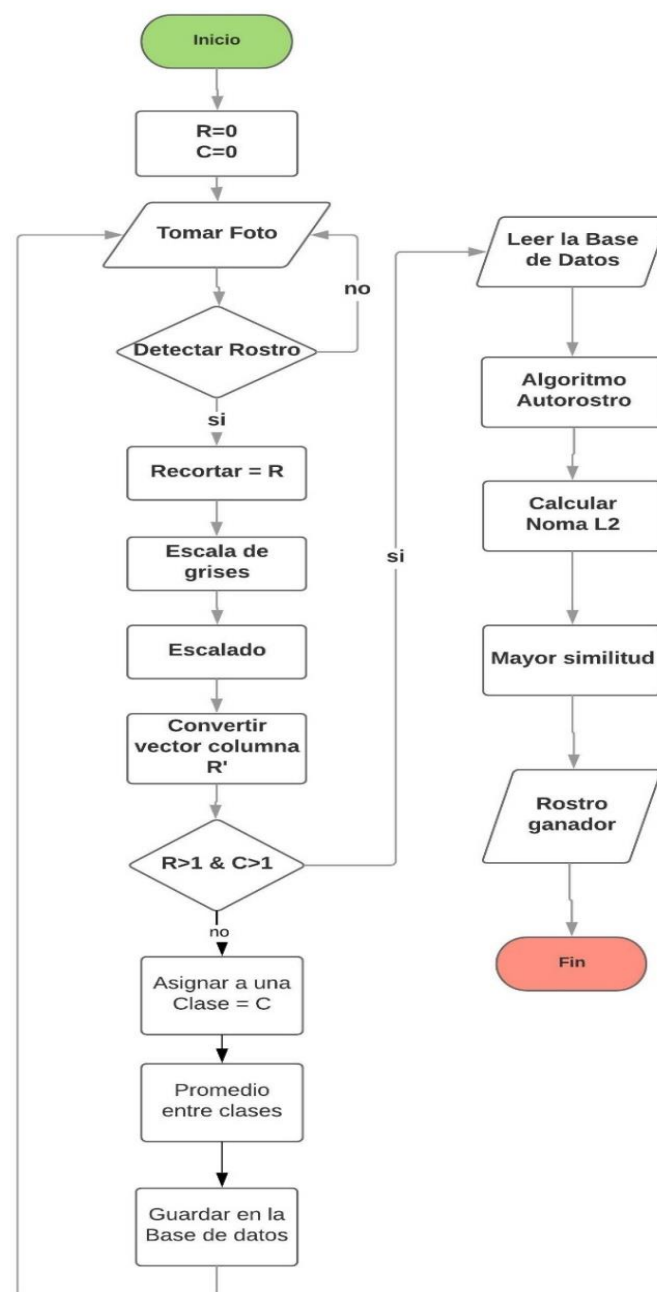 Inicio
R=0
C=0
Tomar Foto
no
Detectar Rostro
si
Recortar = R
Escala de
grises
Escalado
Convertir
vector columna
R'
R>1 & C>1
no
Asignar a una
Clase = C
Promedio
entre clases
Guardar en la
Base de datos
si
Leer la Base
de Datos
Algoritmo
Autorostro
Calcular
Noma L2
Mayor similitud
Rostro
ganador
Fin